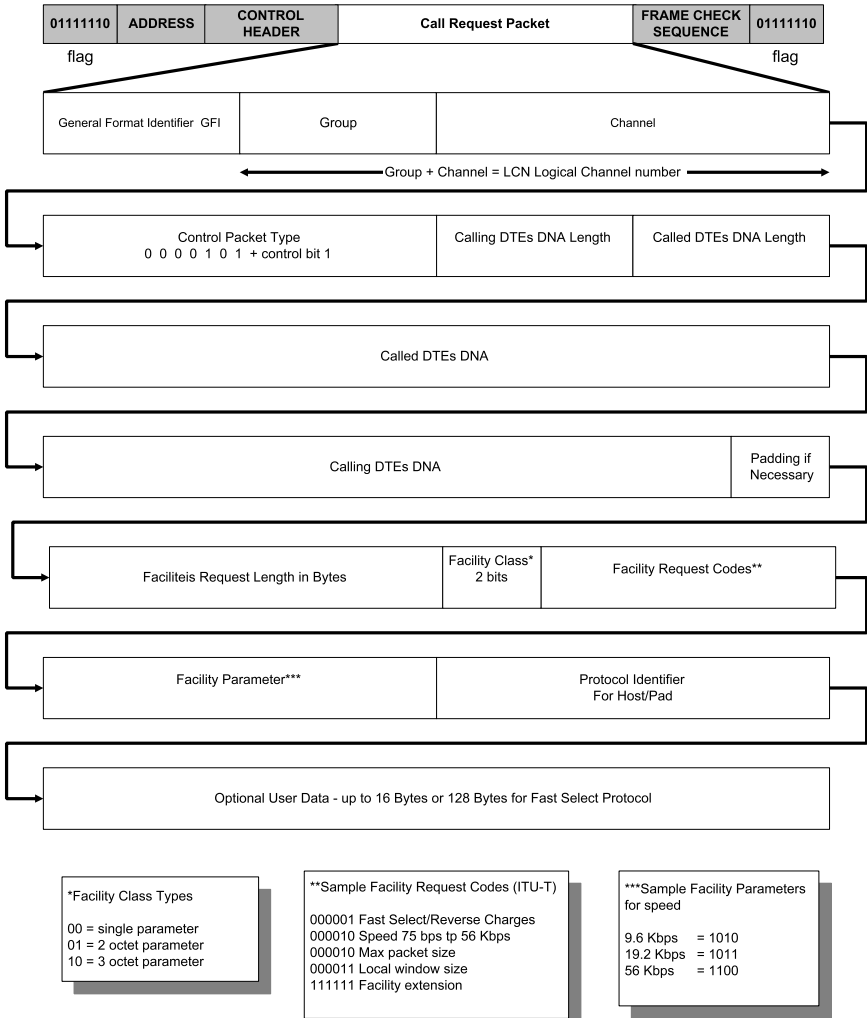 01111110 ADDRESS CONTROL HEADER Call Request Packet FRAME CHECK SEQUENCE 01111110
flag flag
General Format Identifier GFI Group Channel
Group + Channel = LCN Logical Channel number
Control Packet Type
0 0 0 0 1 0 1 + control bit 1
Calling DTEs DNA Length
Called DTEs DNA Length
Called DTEs DNA
Calling DTEs DNA
Padding if
Necessary
Faciliteis Request Length in Bytes
Facility Class*
2 bits
Facility Request Codes**
Facility Parameter***
Protocol Identifier
For Host/Pad
Optional User Data - up to 16 Bytes or 128 Bytes for Fast Select Protocol
*Facility Class Types
00 = single parameter
01 = 2 octet parameter
10 = 3 octet parameter
**Sample Facility Request Codes (ITU-T)
000001 Fast Select/Reverse Charges
000010 Speed 75 bps tp 56 Kbps
000010 Max packet size
000011 Local window size
111111 Facility extension
***Sample Facility Parameters
for speed
9.6 Kbps = 1010
19.2 Kbps = 1011
56 Kbps = 1100